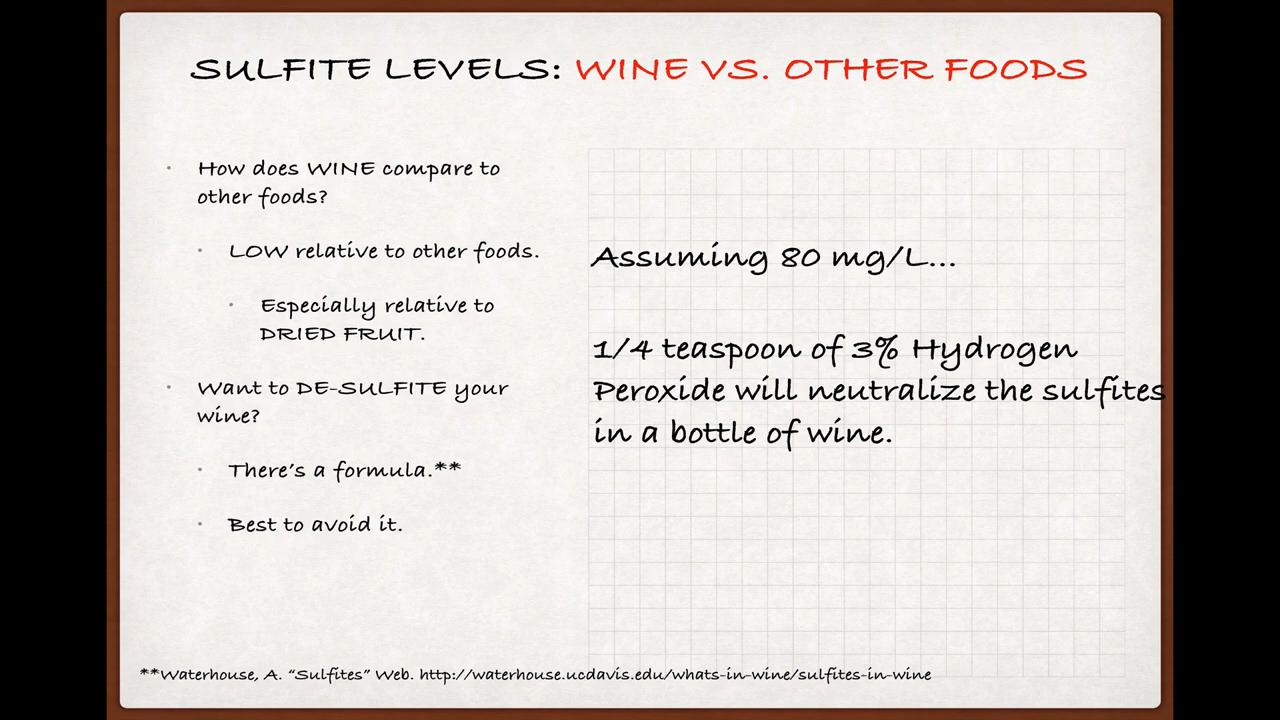 SULFITE LEVELS: WINE VS. OTHER FOODS
• How does WINE compare to
other foods?
• LOW relative to other foods.
• Especially relative to
DRIED FRUIT.
• Want to DE-SULFITE your
wine?
• There's a formula.**
• Best to avoid it.
Assuming 80 mg/L...
1/4 teaspoon of 3% Hydrogen
Peroxide will neutralize the sulfites
in a bottle of wine.
**Waterhouse, A. “Sulfites” Web. http://waterhouse.ucdavis.edu/whats-in-wine/sulfites-in-wine